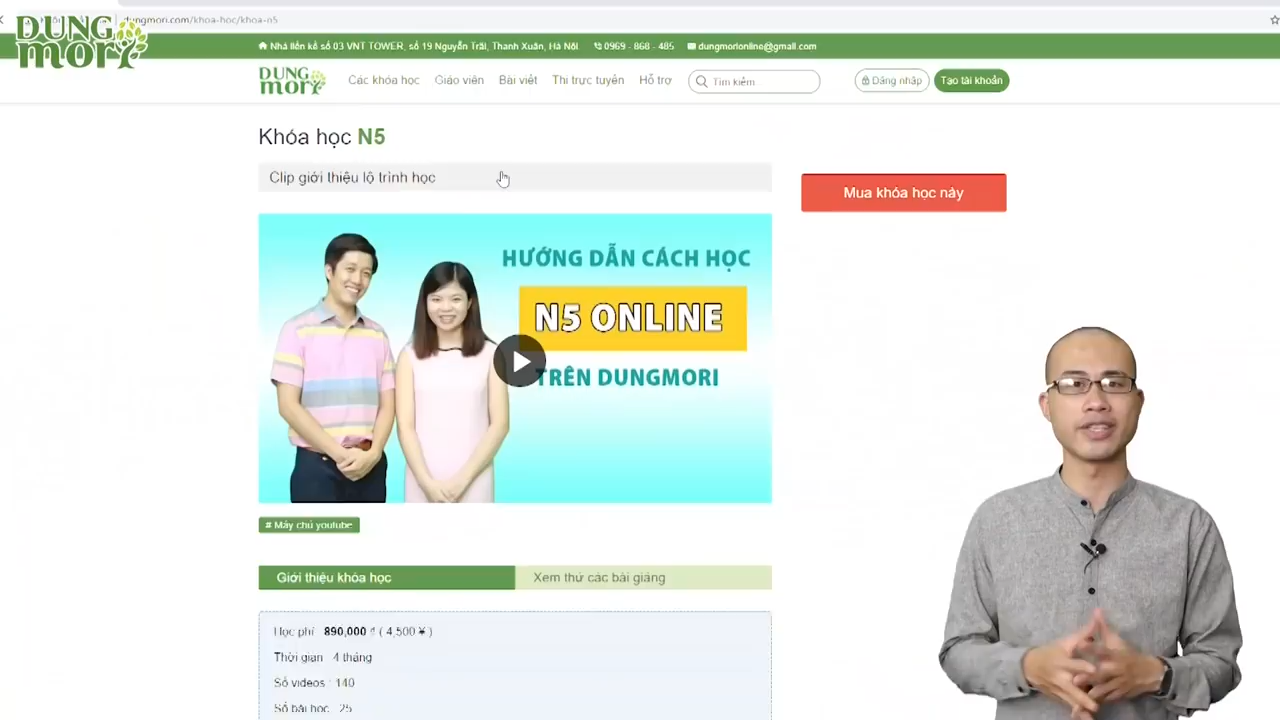 DUNG
mori
dungmori.com/khoa-hoc/khoa-n5
Nhà liền kề số 03 VNT TOWER, số 19 Nguyễn Trãi, Thanh Xuân, Hà Nội 0969 - 868 - 485 dungmorionline@gmail.com
DUNG
mori
Các khóa học Giáo viên Bài viết Thi trực tuyến Hỗ trợ Tìm kiếm Đăng nhập Tạo tài khoản
Khóa học N5
Clip giới thiệu lộ trình học
Mua khóa học này
HƯỚNG DẪN CÁCH HỌC
N5 ONLINE
TRÊN DUNGMORI
# Máy chủ youtube
Giới thiệu khóa học Xem thử các bài giảng
Học phí 890,000 ₫ ( 4,500 ¥ )
Thời gian 4 tháng
Số videos : 140
Số bài học 25